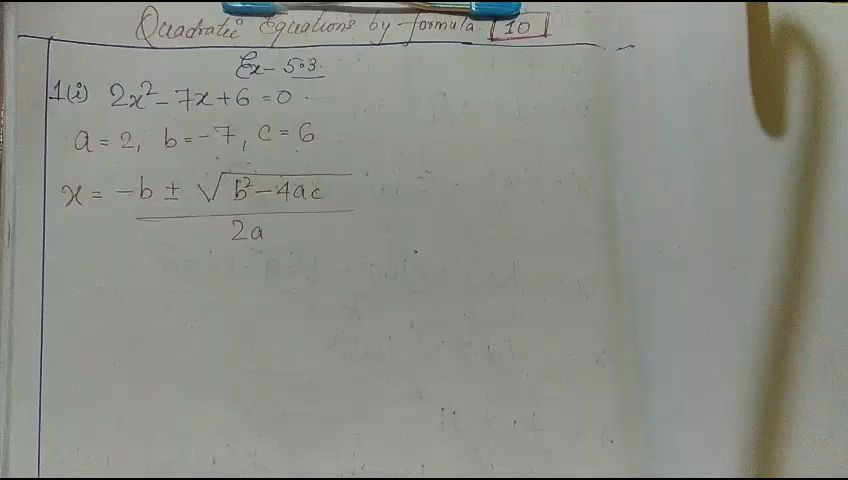 Quadratic Equations by formula. 10
Ex- 5.3.
1(i) 2x² - 7x + 6 = 0
a = 2, b = -7, c = 6
x = -b ± √b² - 4ac
2a